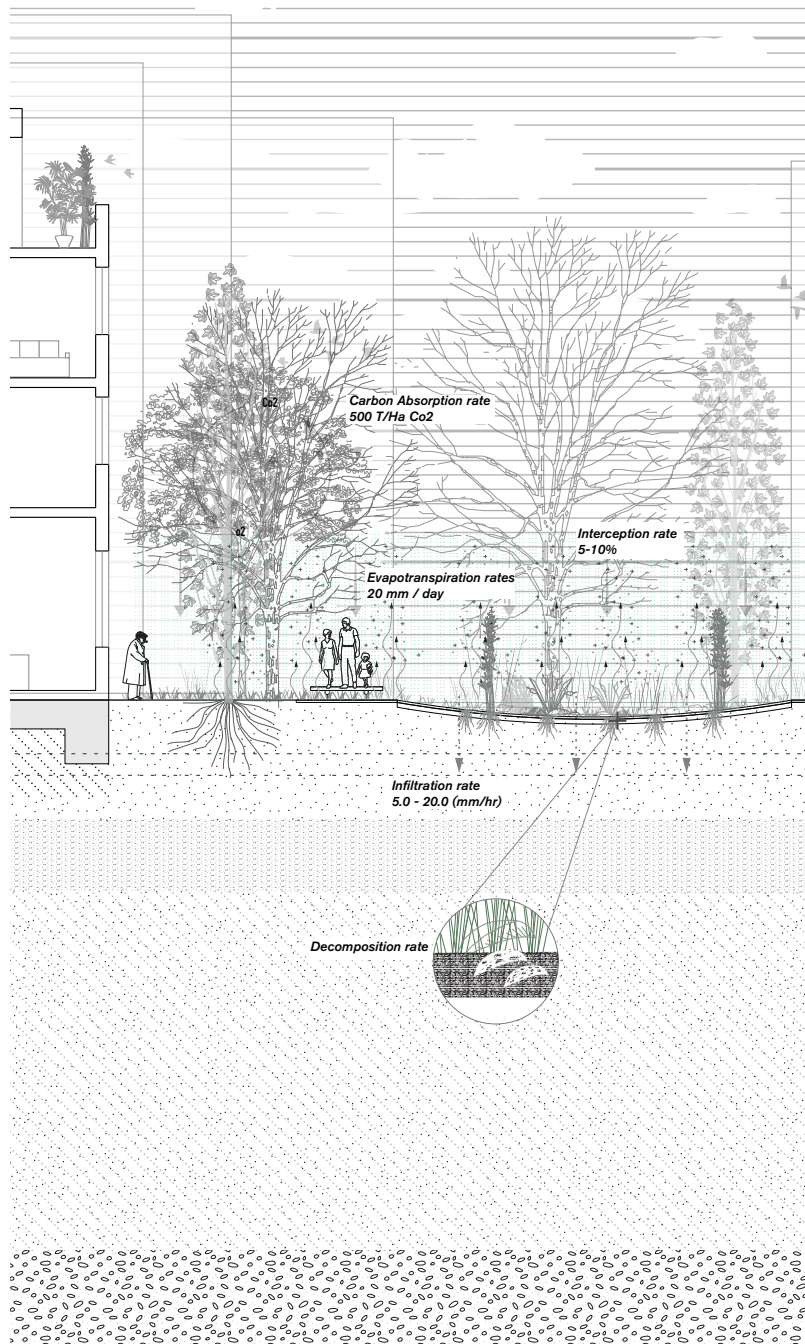 Co2
Carbon Absorption rate
500 T/Ha Co2
o2
Interception rate
5-10%
Evapotranspiration rates
20 mm / day
Infiltration rate
5.0 - 20.0 (mm/hr)
Decomposition rate